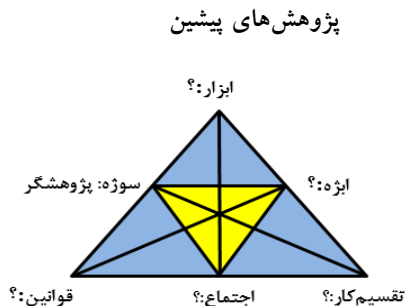 پژوهش‌های پیشین
ابزار:؟
سوژه: پژوهشگر
ابژه:؟
قوانین:؟
اجتماع:؟
تقسیم‌کار:؟